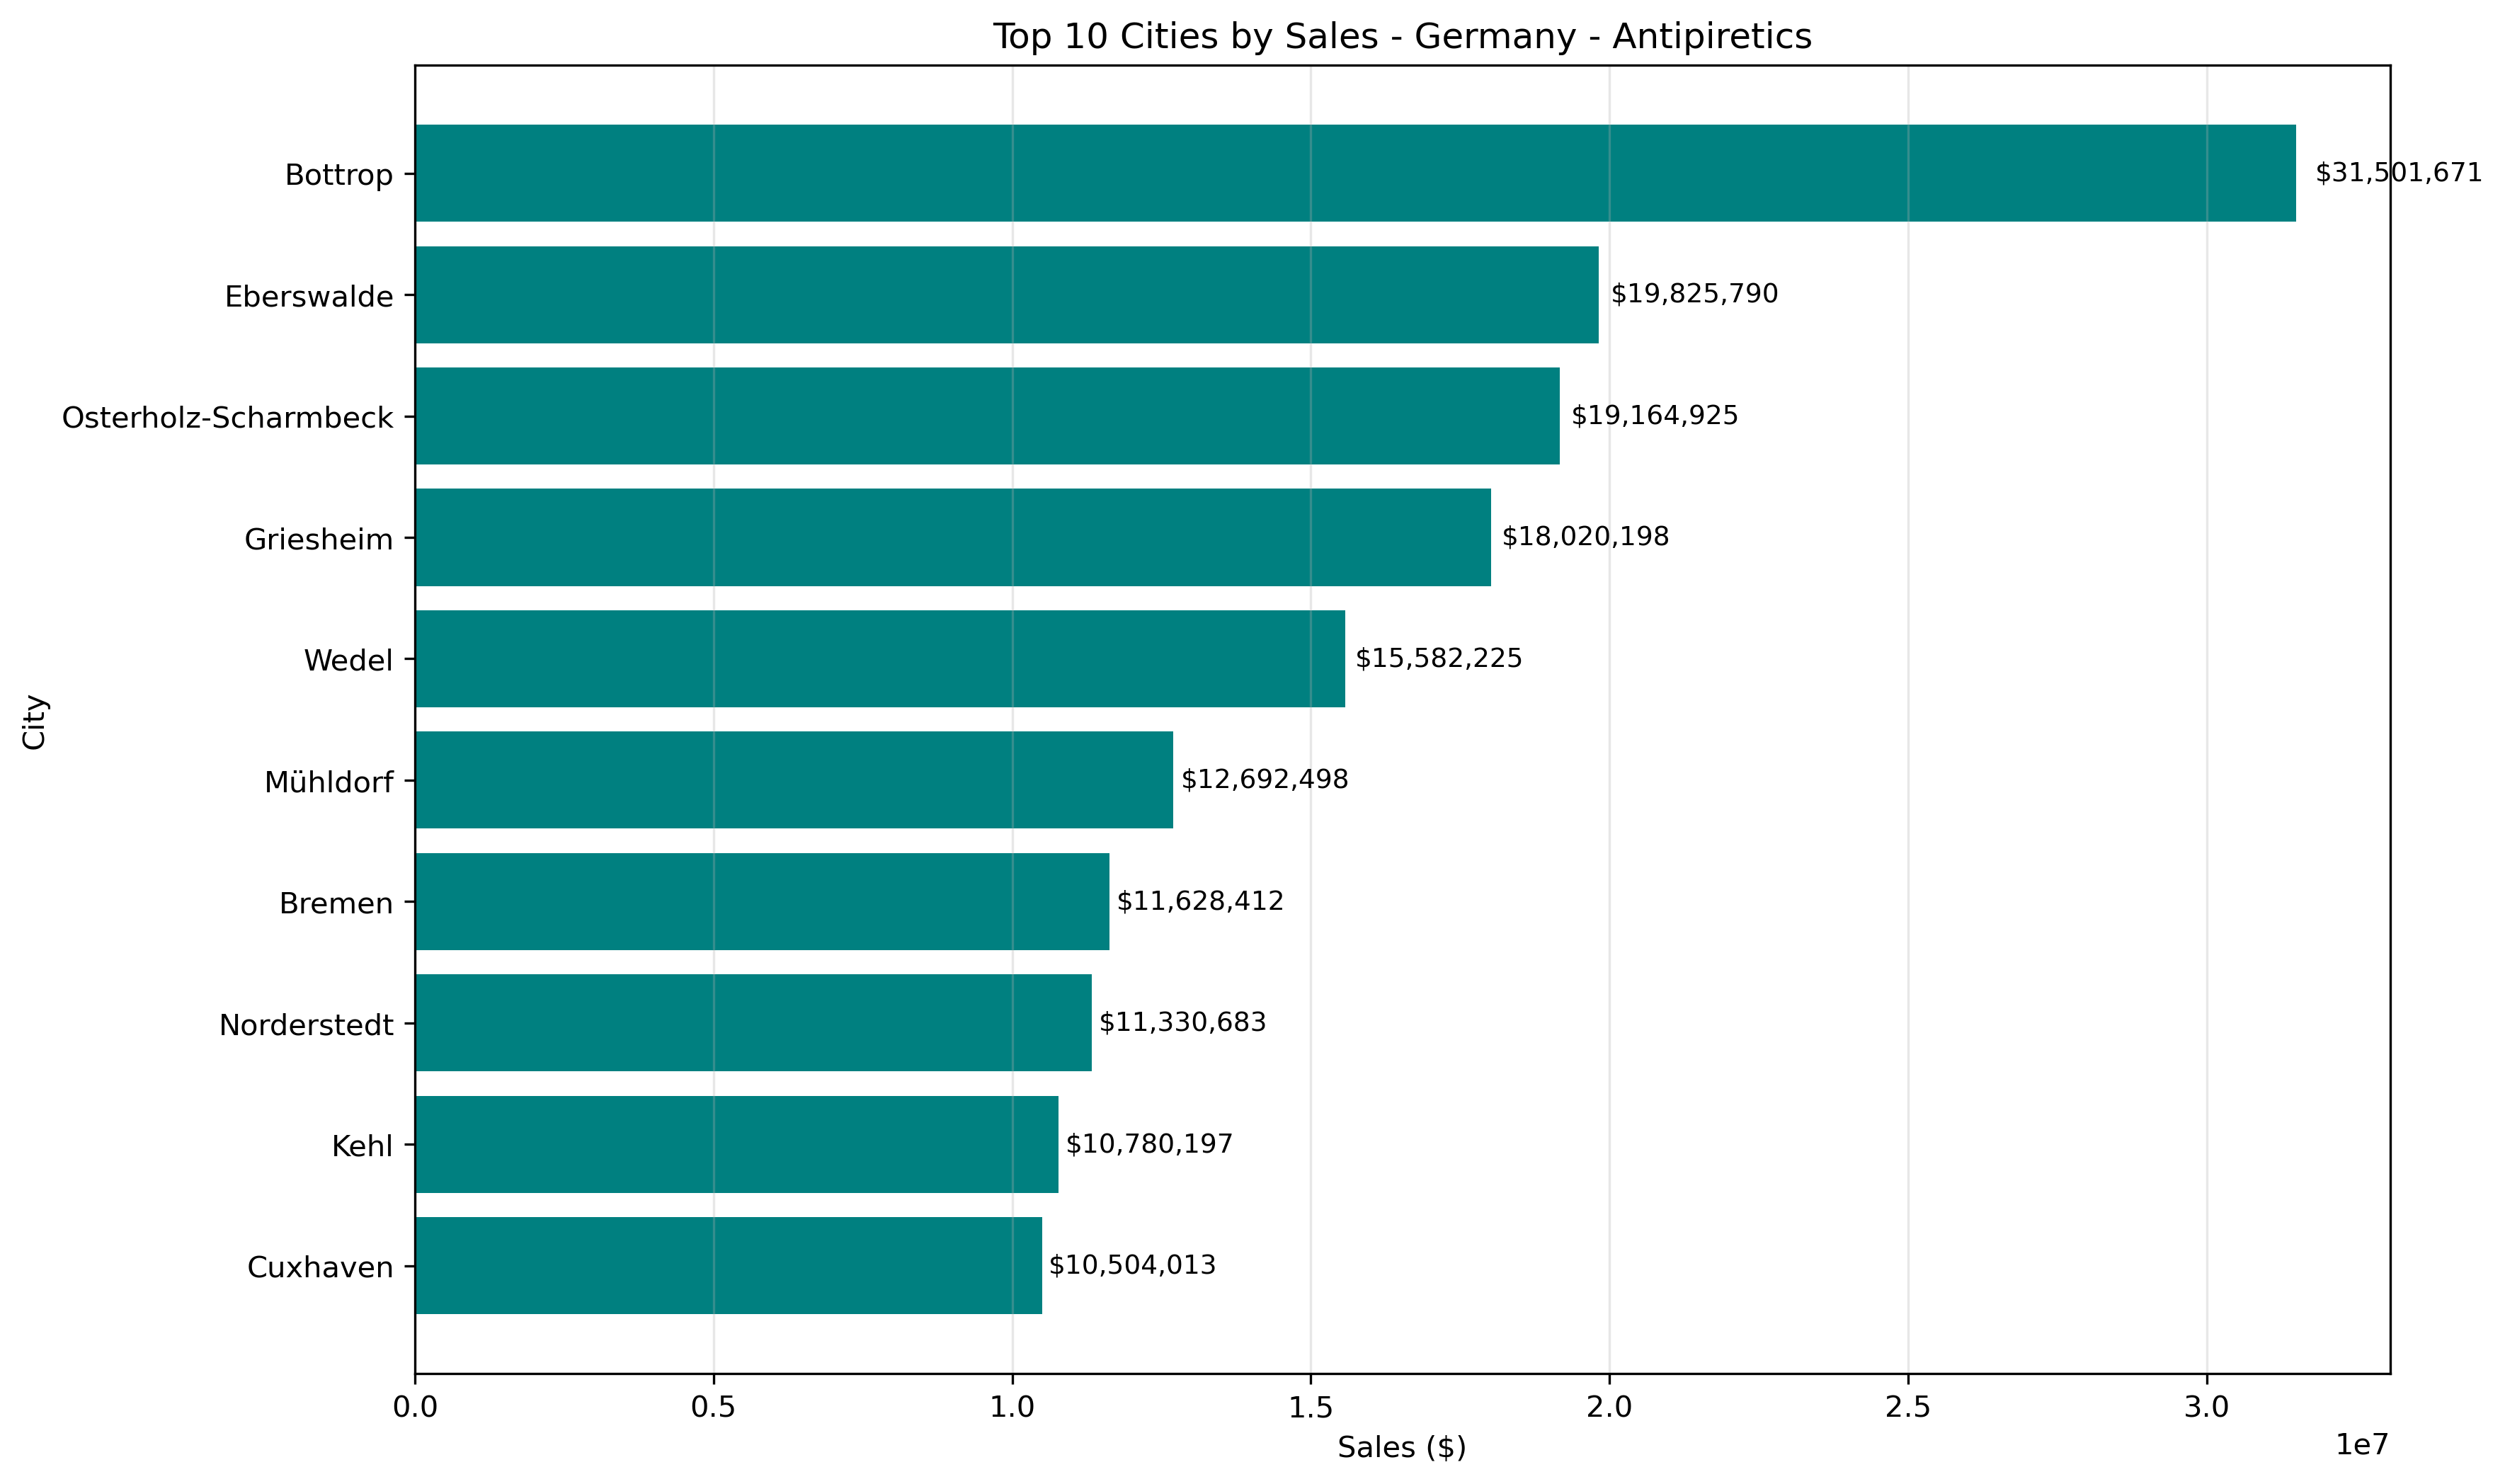 Top 10 Cities by Sales - Germany - Antipiretics
Bottrop $31,501,671
Eberswalde $19,825,790
Osterholz-Scharmbeck $19,164,925
Griesheim $18,020,198
Wedel $15,582,225
Mühldorf $12,692,498
Bremen $11,628,412
Norderstedt $11,330,683
Kehl $10,780,197
Cuxhaven $10,504,013
City
0.0 0.5 1.0 1.5 2.0 2.5 3.0
Sales ($)
1e7